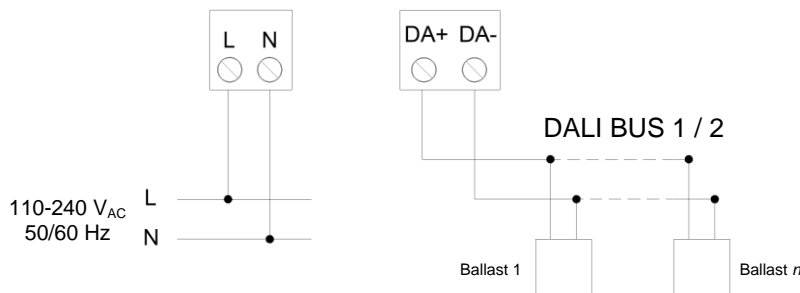 L N
DA+ DA-
DALI BUS 1 / 2
110-240 VAC
50/60 Hz
L
N
Ballast 1
Ballast n